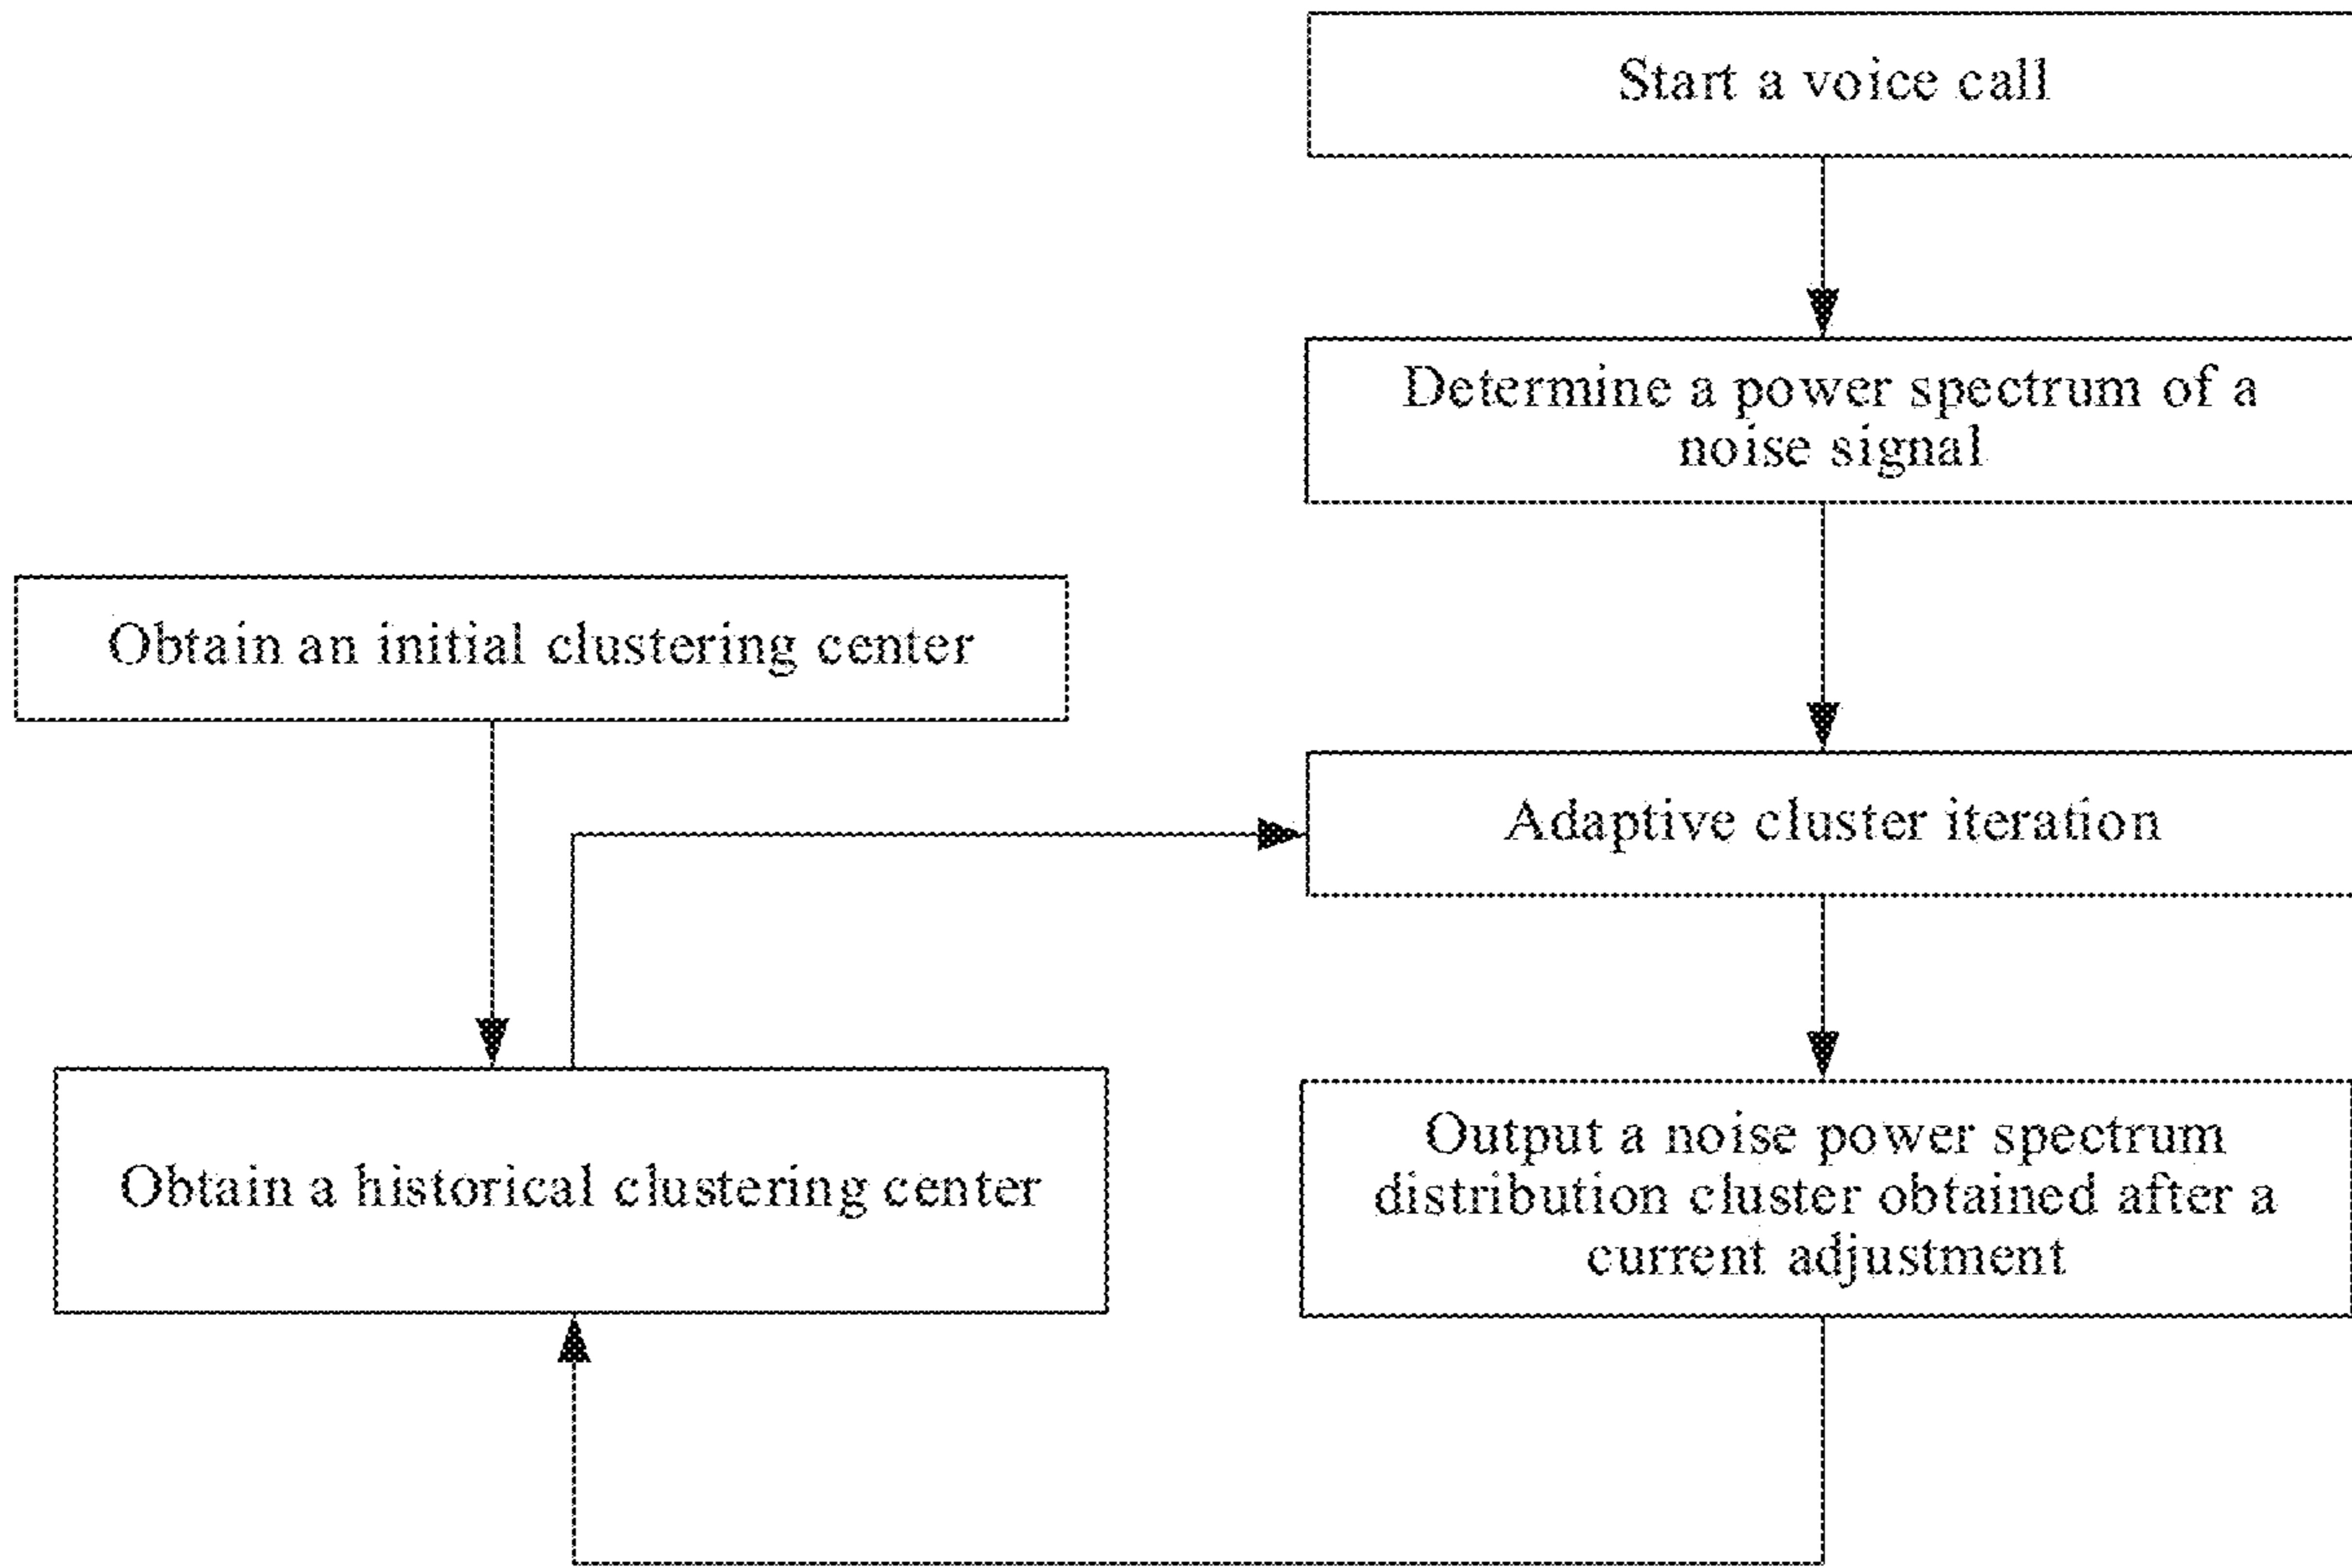 Start a voice call
Determine a power spectrum of a
noise signal
Obtain an initial clustering center
Adaptive cluster iteration
Obtain a historical clustering center
Output a noise power spectrum
distribution cluster obtained after a
current adjustment